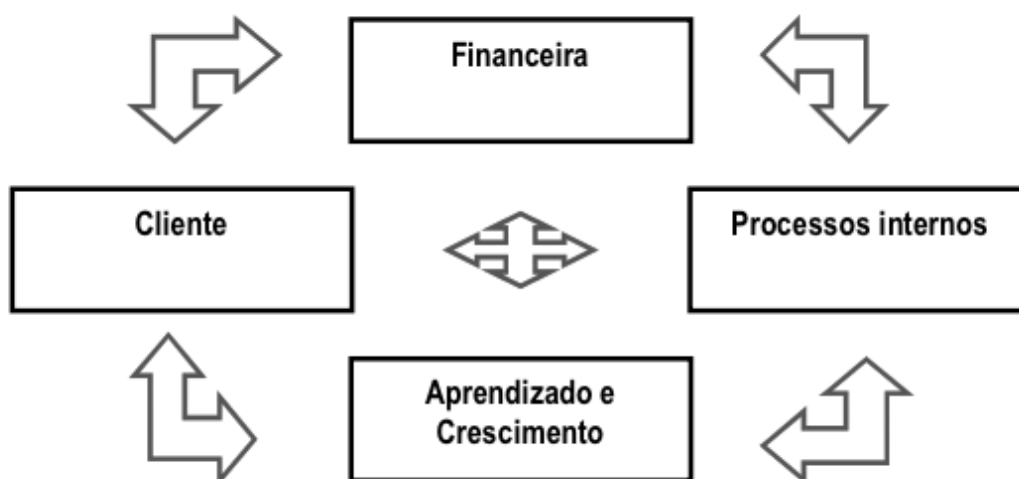 Financeira
Cliente
Processos internos
Aprendizado e
Crescimento